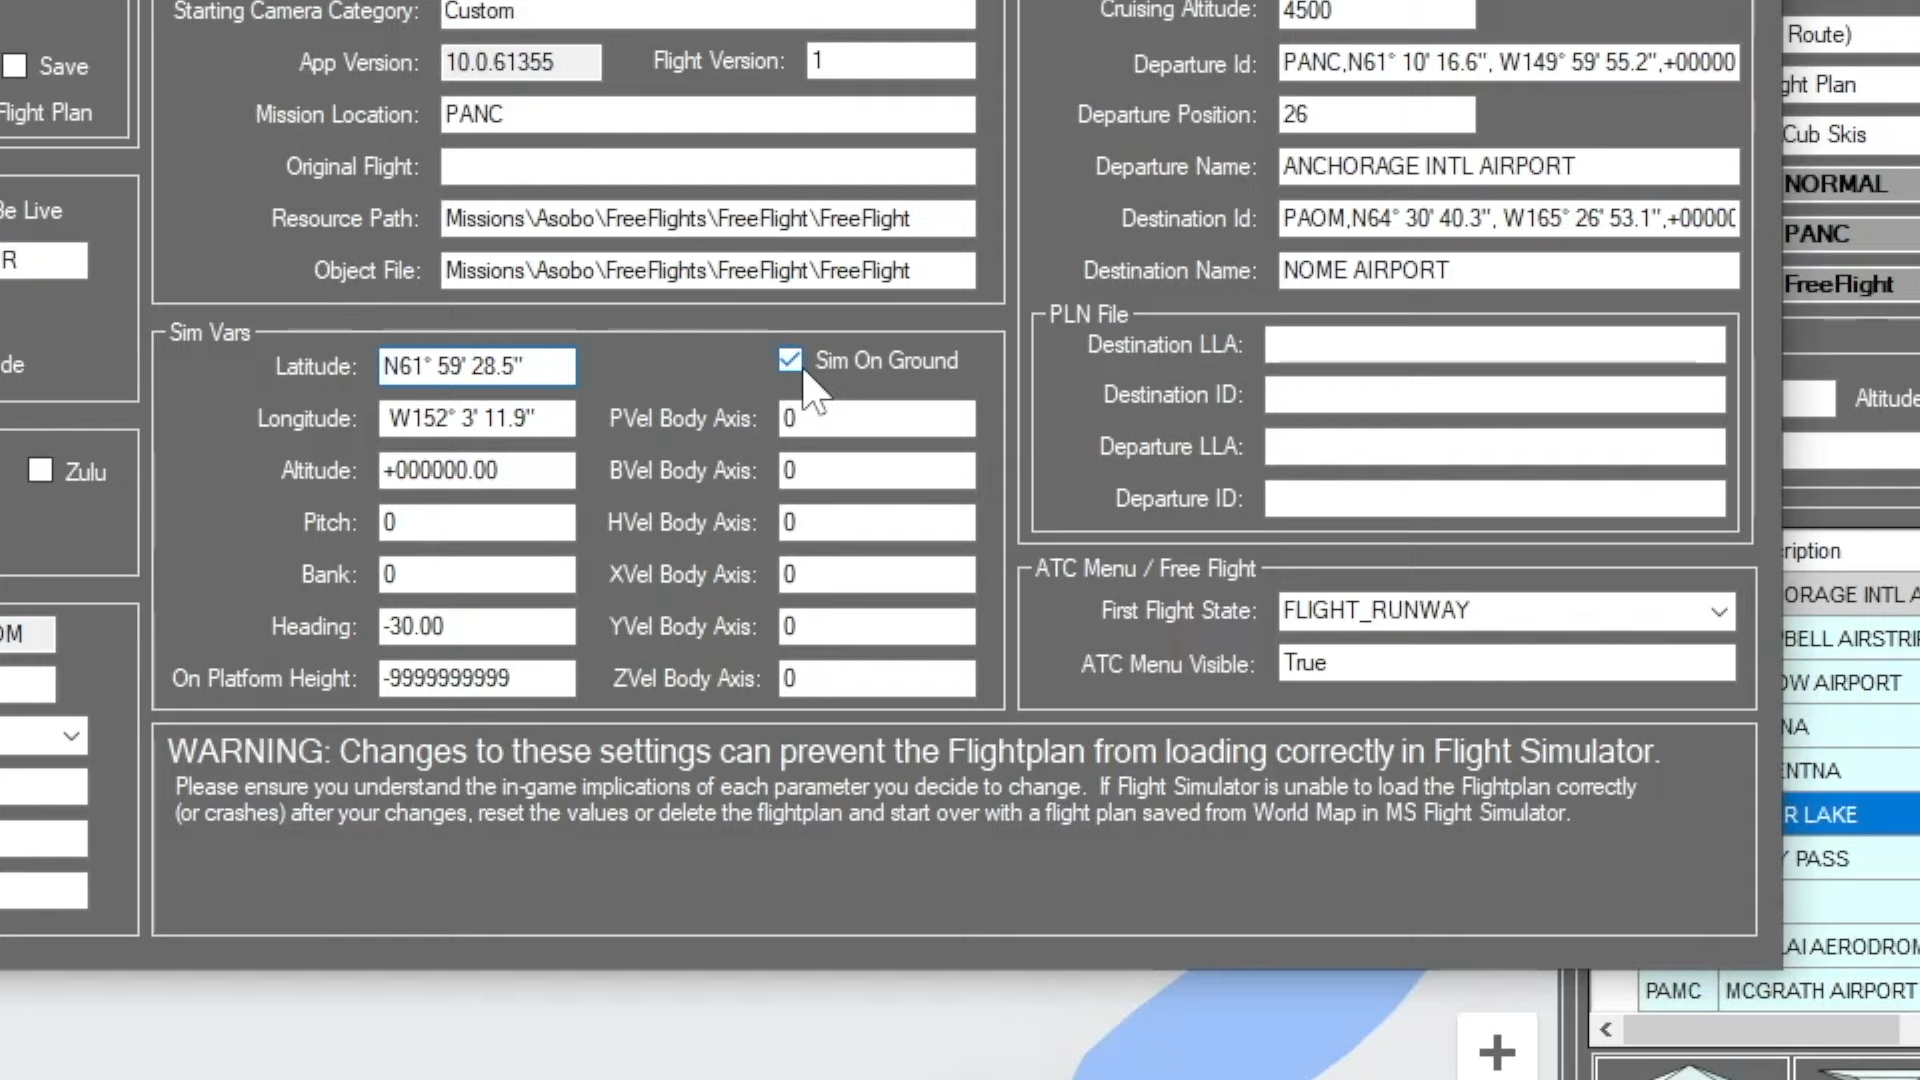 Starting Camera Category: Custom
App Version: 10.0.61355 Flight Version: 1
Mission Location: PANC
Original Flight:
Resource Path: Missions\Asobo\FreeFlights\FreeFlight\FreeFlight
Object File: Missions\Asobo\FreeFlights\FreeFlight\FreeFlight
Save
Flight Plan
Be Live
R
de
Zulu
OM
Sim Vars
Latitude: N61° 59' 28.5" Sim On Ground
Longitude: W152° 3' 11.9" PVel Body Axis: 0
Altitude: +000000.00 BVel Body Axis: 0
Pitch: 0 HVel Body Axis: 0
Bank: 0 XVel Body Axis: 0
Heading: -30.00 YVel Body Axis: 0
On Platform Height: -9999999999 ZVel Body Axis: 0
Cruising Altitude: 4500
Departure Id: PANC,N61° 10' 16.6", W149° 59' 55.2",+00000
Departure Position: 26
Departure Name: ANCHORAGE INTL AIRPORT
Destination Id: PAOM,N64° 30' 40.3", W165° 26' 53.1",+0000
Destination Name: NOME AIRPORT
PLN File
Destination LLA:
Destination ID:
Departure LLA:
Departure ID:
ATC Menu / Free Flight
First Flight State: FLIGHT_RUNWAY
ATC Menu Visible: True
WARNING: Changes to these settings can prevent the Flightplan from loading correctly in Flight Simulator.
Please ensure you understand the in-game implications of each parameter you decide to change. If Flight Simulator is unable to load the Flightplan correctly
(or crashes) after your changes, reset the values or delete the flightplan and start over with a flight plan saved from World Map in MS Flight Simulator.
Route)
ght Plan
Cub Skis
NORMAL
PANC
FreeFlight
Altitude
ription
ORAGE INTL A
BELL AIRSTRI
OW AIRPORT
NA
ENTNA
R LAKE
Y PASS
LAI AERODROM
PAMC MCGRATH AIRPORT
+